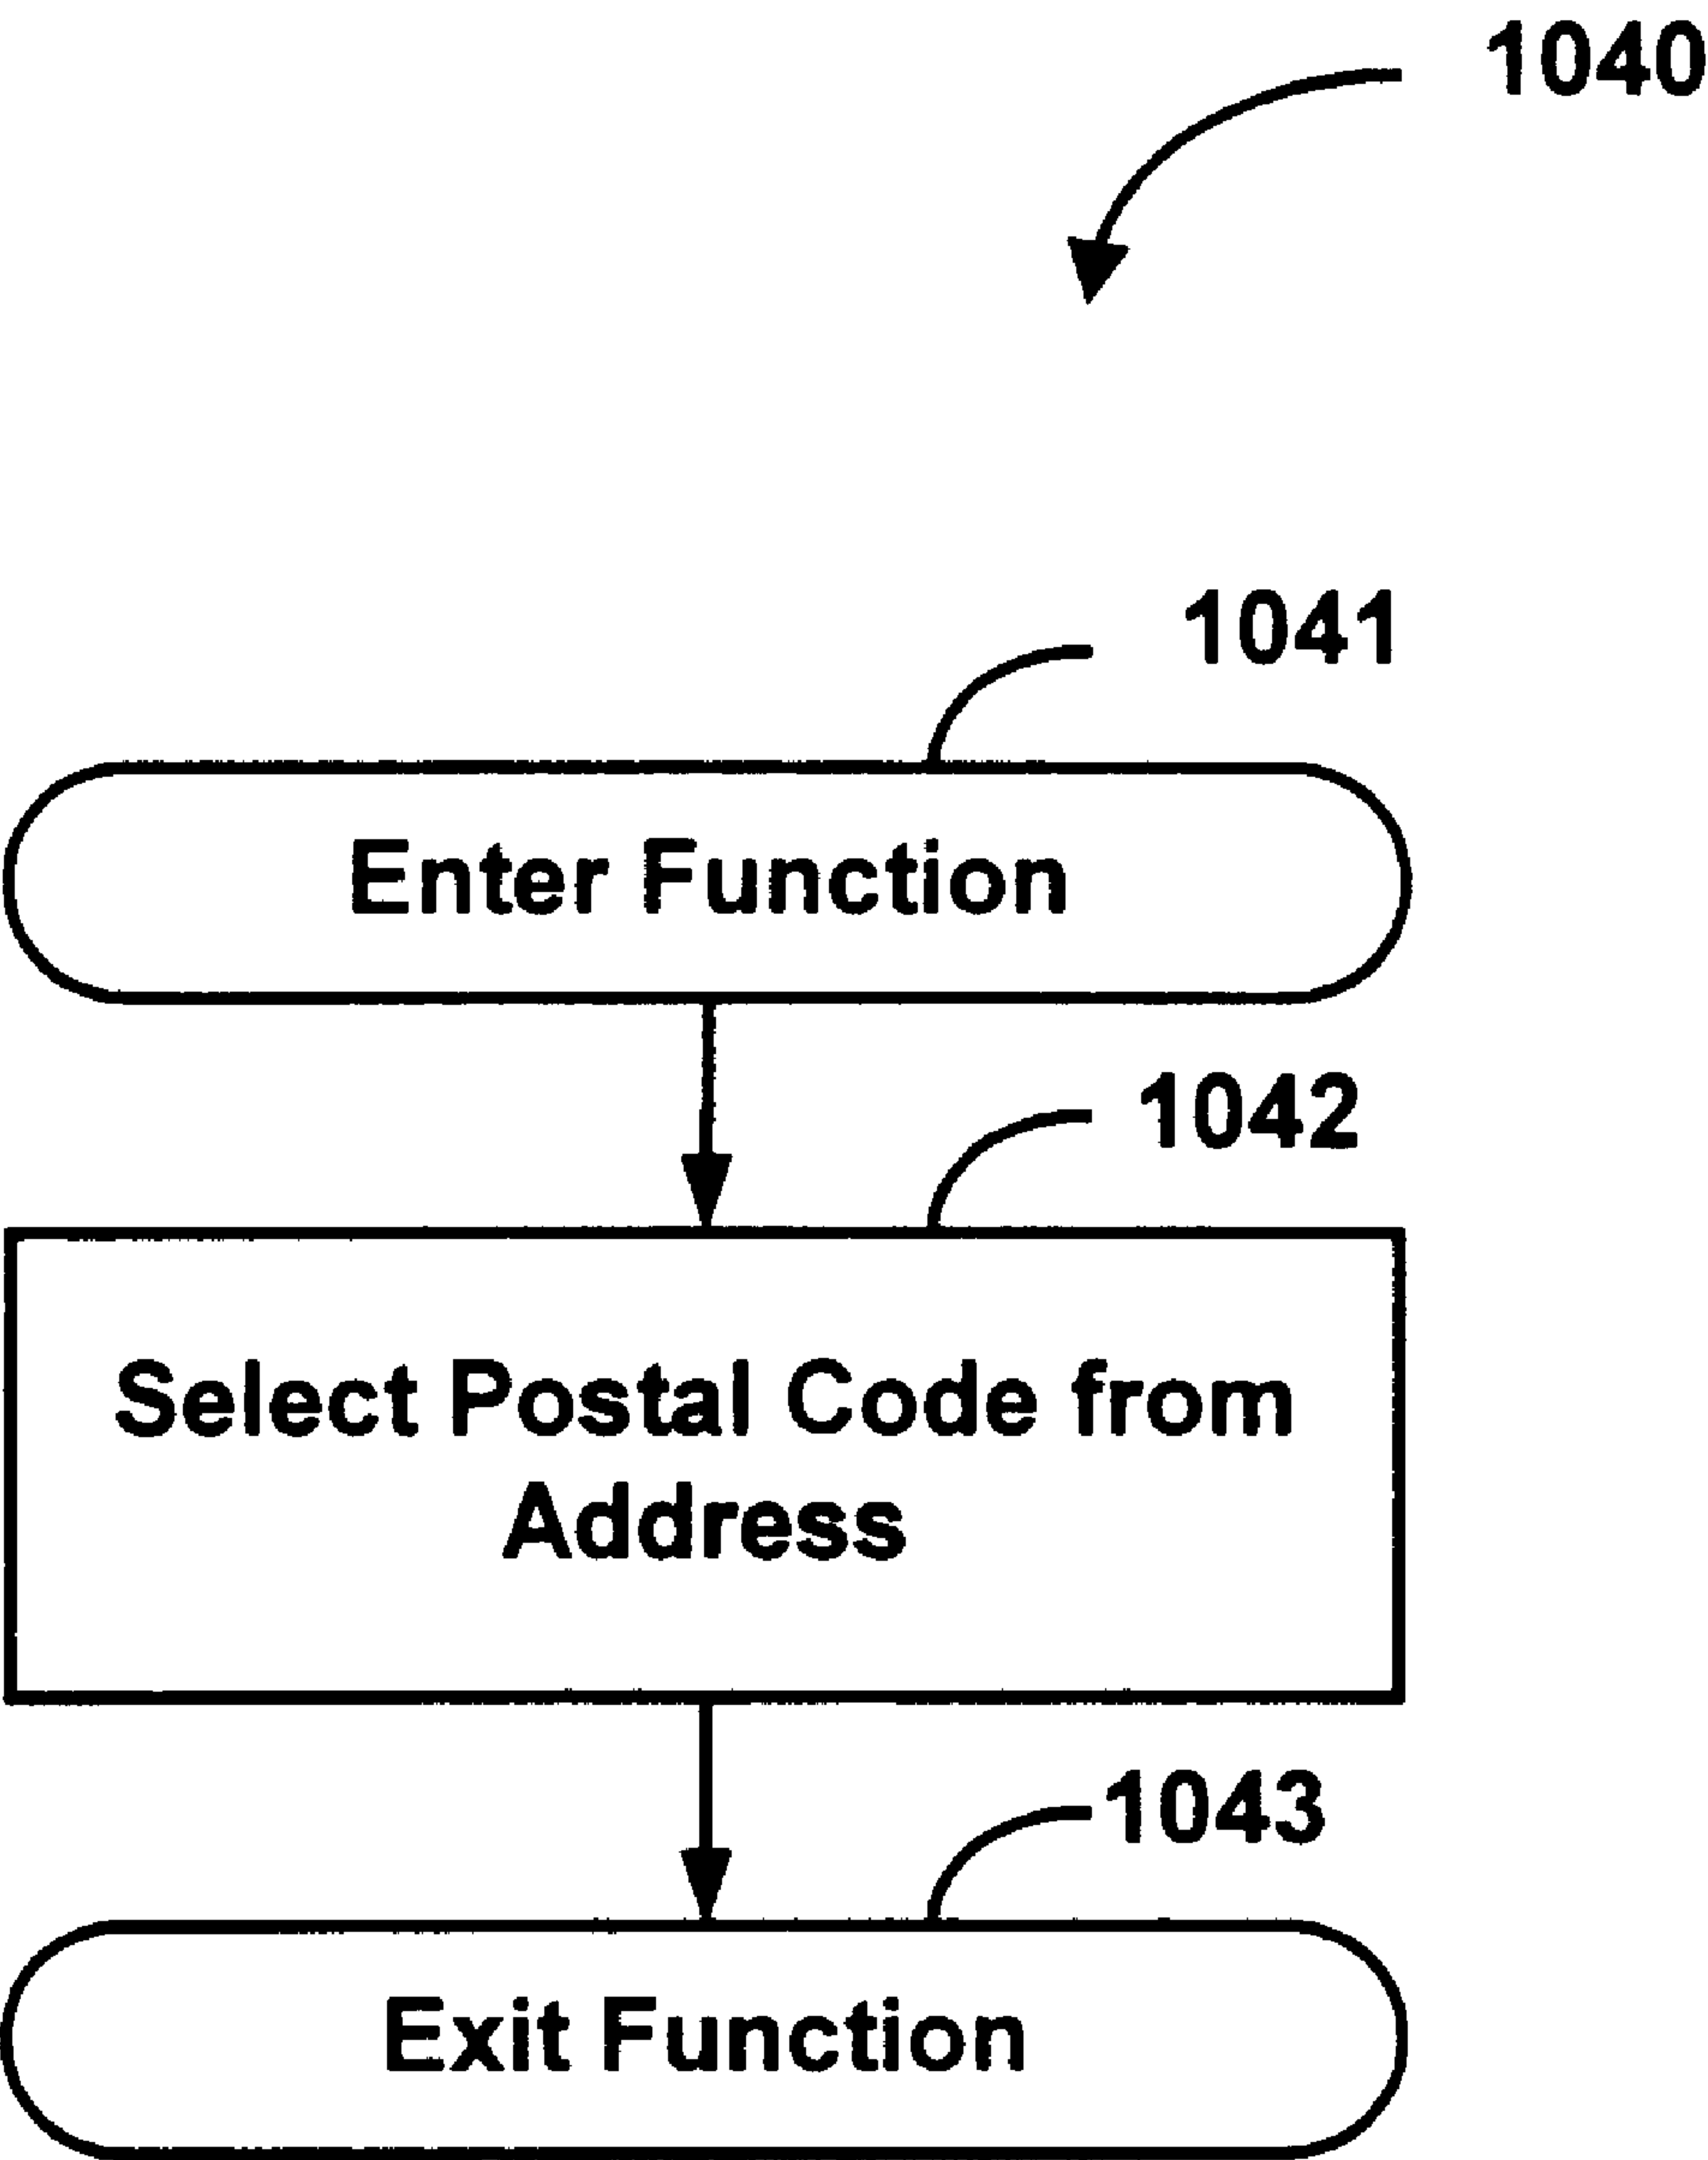 1040
1041
Enter Function
1042
Select Postal Code from
Address
1043
Exit Function